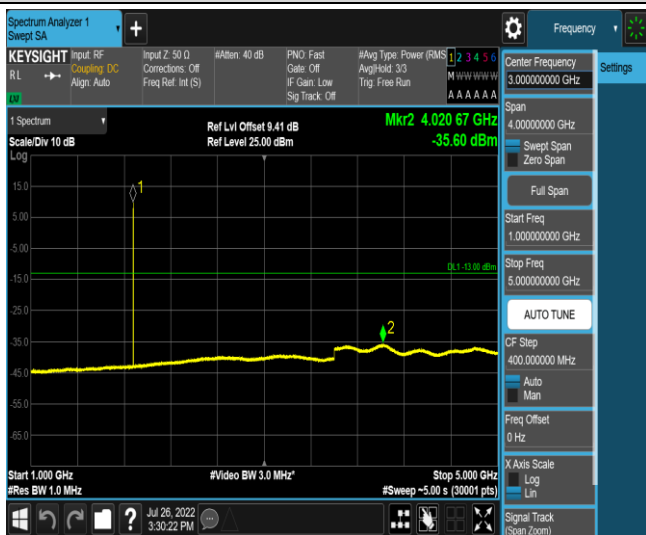 Spectrum Analyzer 1
Swept SA
+
Frequency
KEYSIGHT
RL
LXI
Input: RF
Coupling: DC
Align: Auto
Input Z: 50 Ω
Corrections: Off
Freq Ref: Int (S)
#Atten: 40 dB
PNO: Fast
Gate: Off
IF Gain: Low
Sig Track: Off
#Avg Type: Power (RMS
Avg|Hold: 3/3
Trig: Free Run
1 2 3 4 5 6
M W W W W W
A A A A A A
Center Frequency
3.000000000 GHz
Settings
Span
4.00000000 GHz
Swept Span
Zero Span
Full Span
Start Freq
1.000000000 GHz
Stop Freq
5.000000000 GHz
AUTO TUNE
CF Step
400.000000 MHz
Auto
Man
Freq Offset
0 Hz
X Axis Scale
Log
Lin
Signal Track
(Span Zoom)
1 Spectrum
Scale/Div 10 dB
Ref Lvl Offset 9.41 dB
Ref Level 25.00 dBm
Mkr2 4.020 67 GHz
-35.60 dBm
Log
15.0
5.00
-5.00
-15.0
-25.0
-35.0
-45.0
-55.0
-65.0
1
DL1 -13.00 dBm
2
Start 1.000 GHz
#Res BW 1.0 MHz
#Video BW 3.0 MHz*
Stop 5.000 GHz
#Sweep ~5.00 s (30001 pts)
?
Jul 26, 2022
3:30:22 PM